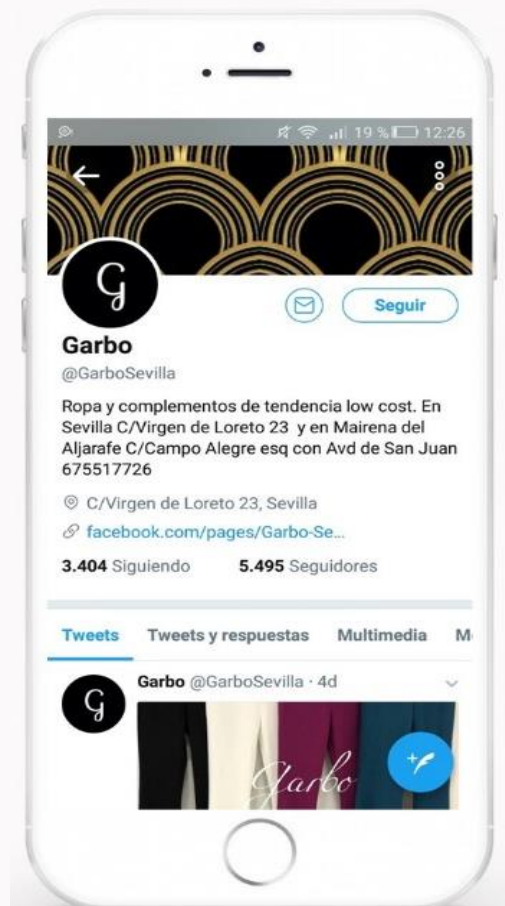 19 % 12:26
G
Seguir
Garbo
@GarboSevilla
Ropa y complementos de tendencia low cost. En
Sevilla C/Virgen de Loreto 23 y en Mairena del
Aljarafe C/Campo Alegre esq con Avd de San Juan
675517726
C/Virgen de Loreto 23, Sevilla
facebook.com/pages/Garbo-Se...
3.404 Siguiendo 5.495 Seguidores
Tweets Tweets y respuestas Multimedia M
Garbo @GarboSevilla · 4d
G
Garbo